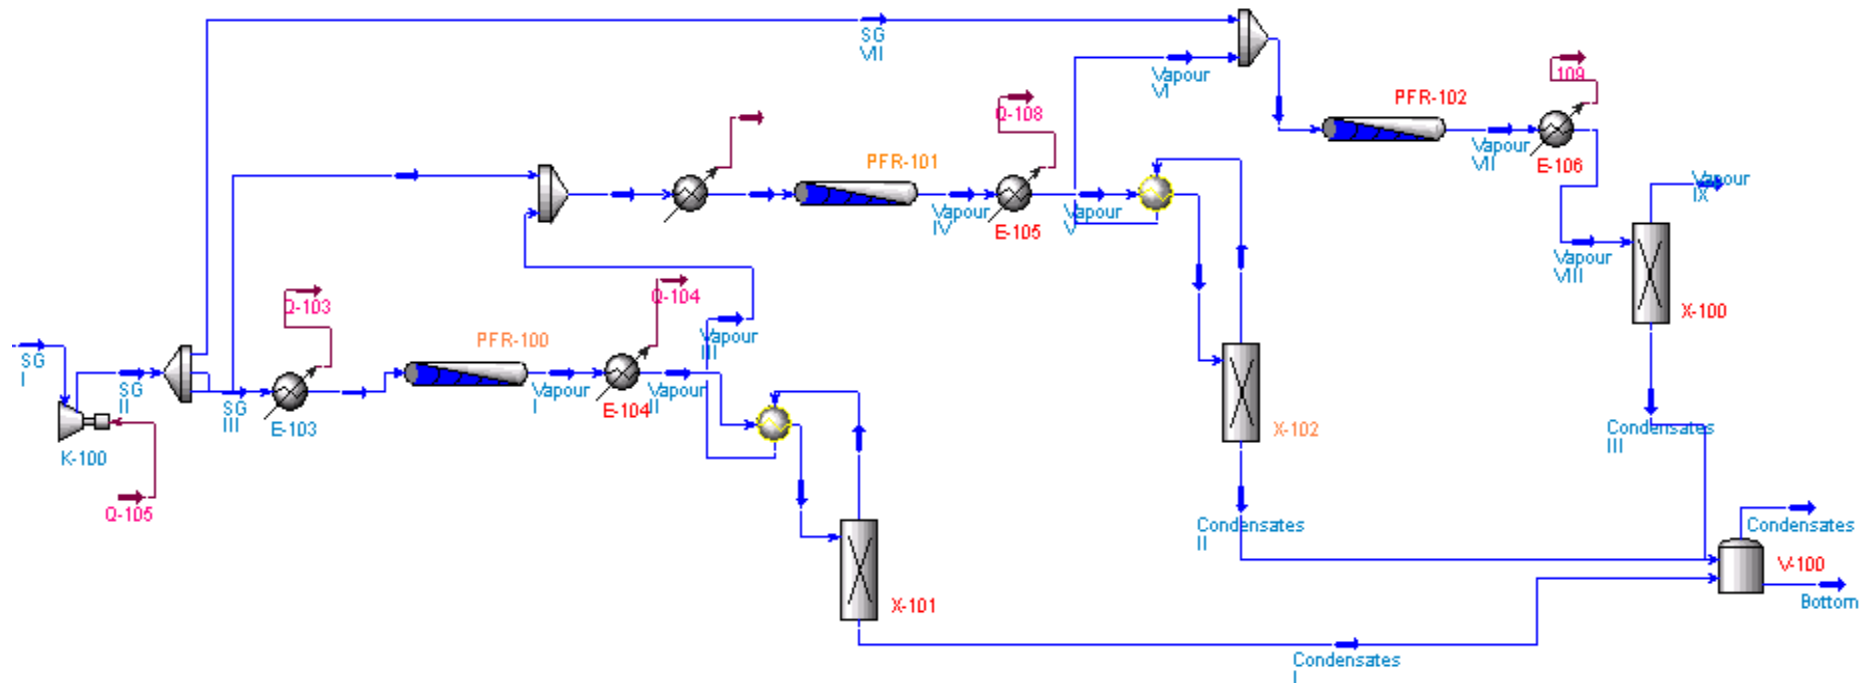 SG
VII
Vapour
VI
109
PFR-102
Vapour
VII
E-106
Q-108
PFR-101
Vapour
IV
E-105
Vapour
V
Vapour
IX
Vapour
VIII
X-100
Q-103
Q-104
Vapour
III
PFR-100
SG
I
SG
II
SG
III
E-103
Vapour
I
E-104
Vapour
II
K-100
Q-105
X-102
Condensates
III
Condensates
II
Condensates
V-100
Bottom
X-101
Condensates
I